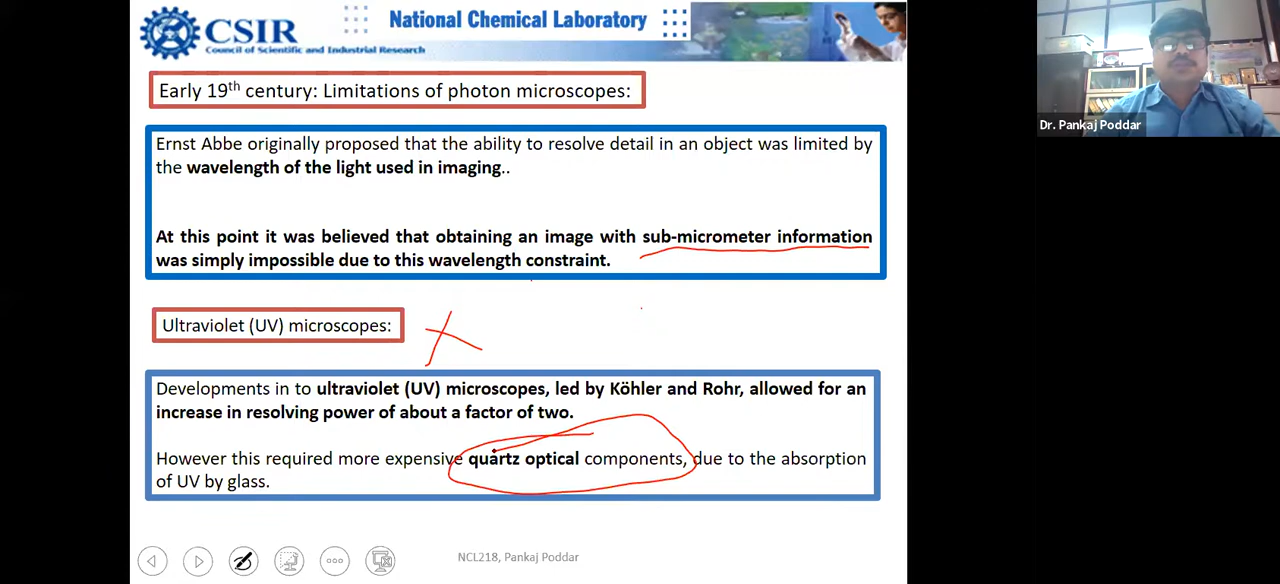 CSIR
Council of Scientific and Industrial Research
National Chemical Laboratory
Dr. Pankaj Poddar
Early 19th century: Limitations of photon microscopes:
Ernst Abbe originally proposed that the ability to resolve detail in an object was limited by
the wavelength of the light used in imaging..
At this point it was believed that obtaining an image with sub-micrometer information
was simply impossible due to this wavelength constraint.
Ultraviolet (UV) microscopes:
Developments in to ultraviolet (UV) microscopes, led by Köhler and Rohr, allowed for an
increase in resolving power of about a factor of two.
However this required more expensive quartz optical components, due to the absorption
of UV by glass.
NCL218, Pankaj Poddar